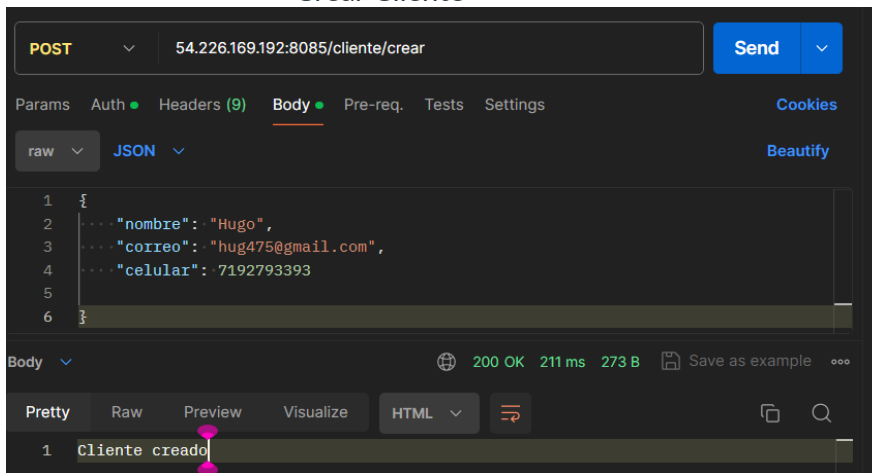 Crear Cliente
POST 54.226.169.192:8085/cliente/crear Send
Params Auth Headers (9) Body Pre-req. Tests Settings Cookies
raw JSON Beautify
1 {
2 "nombre": "Hugo",
3 "correo": "hug475@gmail.com",
4 "celular": 7192793393
5
6 }
Body 200 OK 211 ms 273 B Save as example
Pretty Raw Preview Visualize HTML
1 Cliente creado